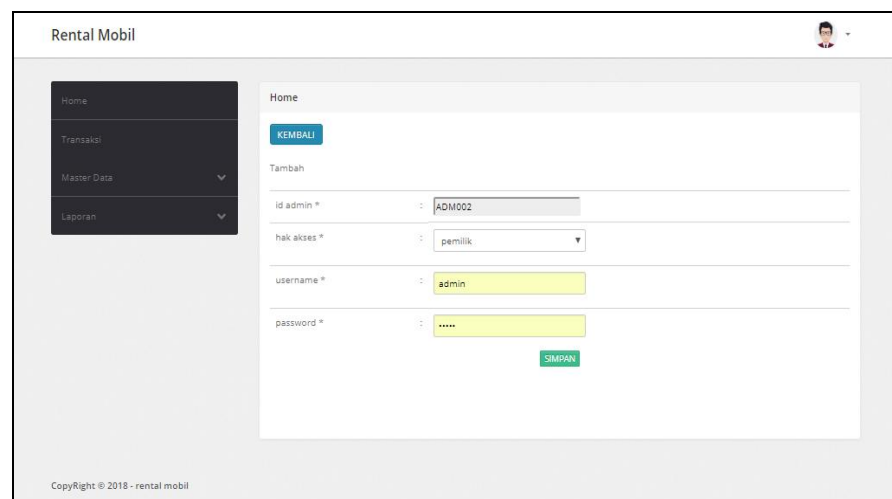 Rental Mobil
Home
Transaksi
Master Data
Laporan
Home
KEMBALI
Tambah
id admin * : ADM002
hak akses * : pemilik
username * : admin
password * : •••••
SIMPAN
CopyRight © 2018 - rental mobil